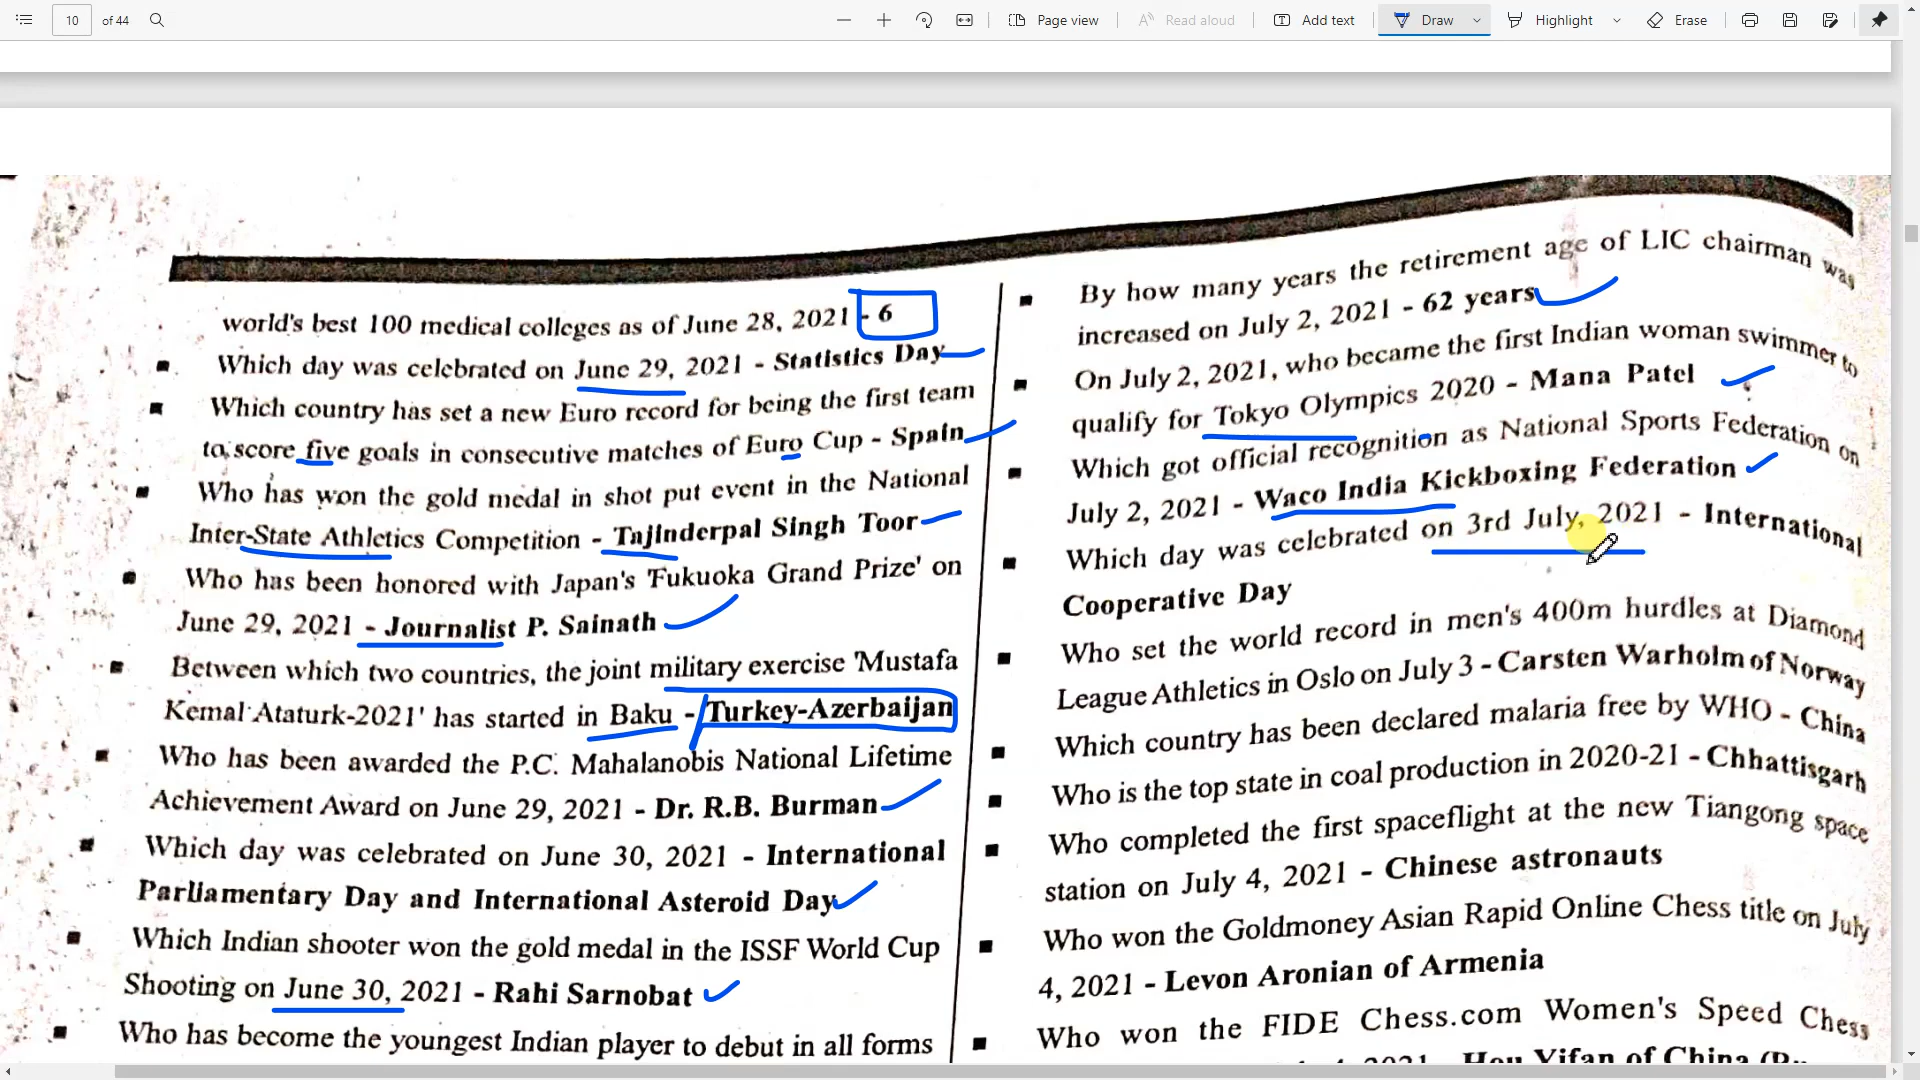 10 of 44
Page view
Read aloud
Add text
Draw
Highlight
Erase
world's best 100 medical colleges as of June 28, 2021 - 6
Which day was celebrated on June 29, 2021 - Statistics Day
Which country has set a new Euro record for being the first team
to score five goals in consecutive matches of Euro Cup - Spain
Who has won the gold medal in shot put event in the National
Inter-State Athletics Competition - Tajinderpal Singh Toor
Who has been honored with Japan's 'Fukuoka Grand Prize' on
June 29, 2021 - Journalist P. Sainath
Between which two countries, the joint military exercise 'Mustafa
Kemal Ataturk-2021' has started in Baku - Turkey-Azerbaijan
Who has been awarded the P.C. Mahalanobis National Lifetime
Achievement Award on June 29, 2021 - Dr. R.B. Burman
Which day was celebrated on June 30, 2021 - International
Parliamentary Day and International Asteroid Day
Which Indian shooter won the gold medal in the ISSF World Cup
Shooting on June 30, 2021 - Rahi Sarnobat
Who has become the youngest Indian player to debut in all forms
By how many years the retirement age of LIC chairman was
increased on July 2, 2021 - 62 years
On July 2, 2021, who became the first Indian woman swimmer to
qualify for Tokyo Olympics 2020 - Mana Patel
Which got official recognition as National Sports Federation on
July 2, 2021 - Waco India Kickboxing Federation
Which day was celebrated on 3rd July, 2021 - International
Cooperative Day
Who set the world record in men's 400m hurdles at Diamond
League Athletics in Oslo on July 3 - Carsten Warholm of Norway
Which country has been declared malaria free by WHO - China
Who is the top state in coal production in 2020-21 - Chhattisgarh
Who completed the first spaceflight at the new Tiangong space
station on July 4, 2021 - Chinese astronauts
Who won the Goldmoney Asian Rapid Online Chess title on July
4, 2021 - Levon Aronian of Armenia
Who won the FIDE Chess.com Women's Speed Chess
4, 2021 - Hou Yifan of China